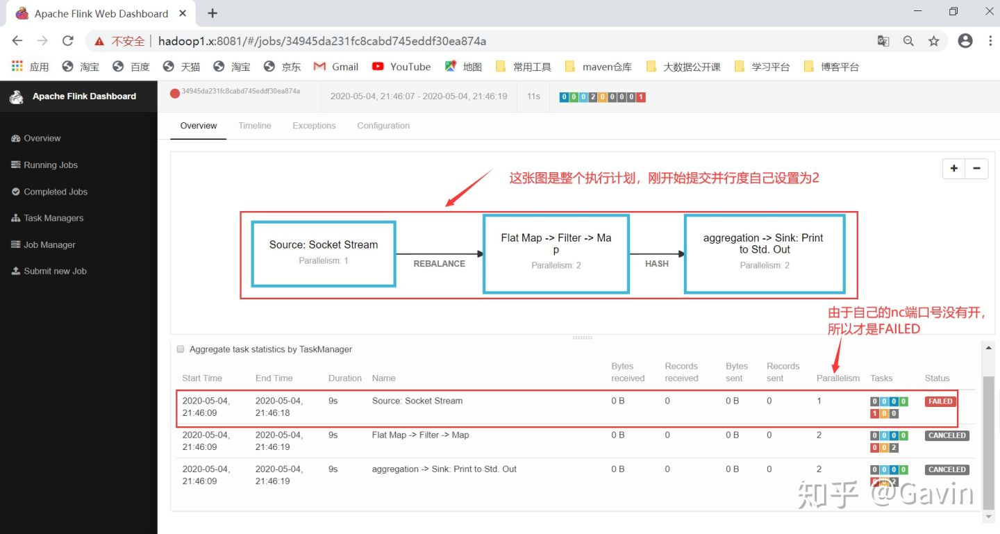 Apache Flink Web Dashboard
不安全 hadoop1.x:8081/#/jobs/34945da231fc8cabd745eddf30ea874a
应用 淘宝 百度 天猫 淘宝 京东 Gmail YouTube 地图 常用工具 maven仓库 大数据公开课 学习平台 博客平台
Apache Flink Dashboard
Overview
Running Jobs
Completed Jobs
Task Managers
Job Manager
Submit new Job
34945da231fc8cabd745eddf30ea874a 2020-05-04, 21:46:07 - 2020-05-04, 21:46:19 11s 0 0 0 2 0 0 0 0 1
Overview Timeline Exceptions Configuration
+ −
这张图是整个执行计划，刚开始提交并行度自己设置为2
Source: Socket Stream
Parallelism: 1
REBALANCE
Flat Map -> Filter -> Ma
p
Parallelism: 2
HASH
aggregation -> Sink: Print
to Std. Out
Parallelism: 2
由于自己的nc端口号没有开，
所以才是FAILED
Aggregate task statistics by TaskManager
Bytes Records Bytes Records
Start Time End Time Duration Name received received sent sent Parallelism Tasks Status
2020-05-04, 2020-05-04, 9s Source: Socket Stream 0 B 0 0 B 0 1 0 0 0 0 FAILED
21:46:09 21:46:18 1 0 0
2020-05-04, 2020-05-04, 9s Flat Map -> Filter -> Map 0 B 0 0 B 0 2 0 0 0 0 CANCELED
21:46:09 21:46:19 0 0 2
2020-05-04, 2020-05-04, 9s aggregation -> Sink: Print to Std. Out 0 B 0 0 B 0 2 0 0 0 0 CANCELED
21:46:09 21:46:19 0 0 2
知乎 @Gavin